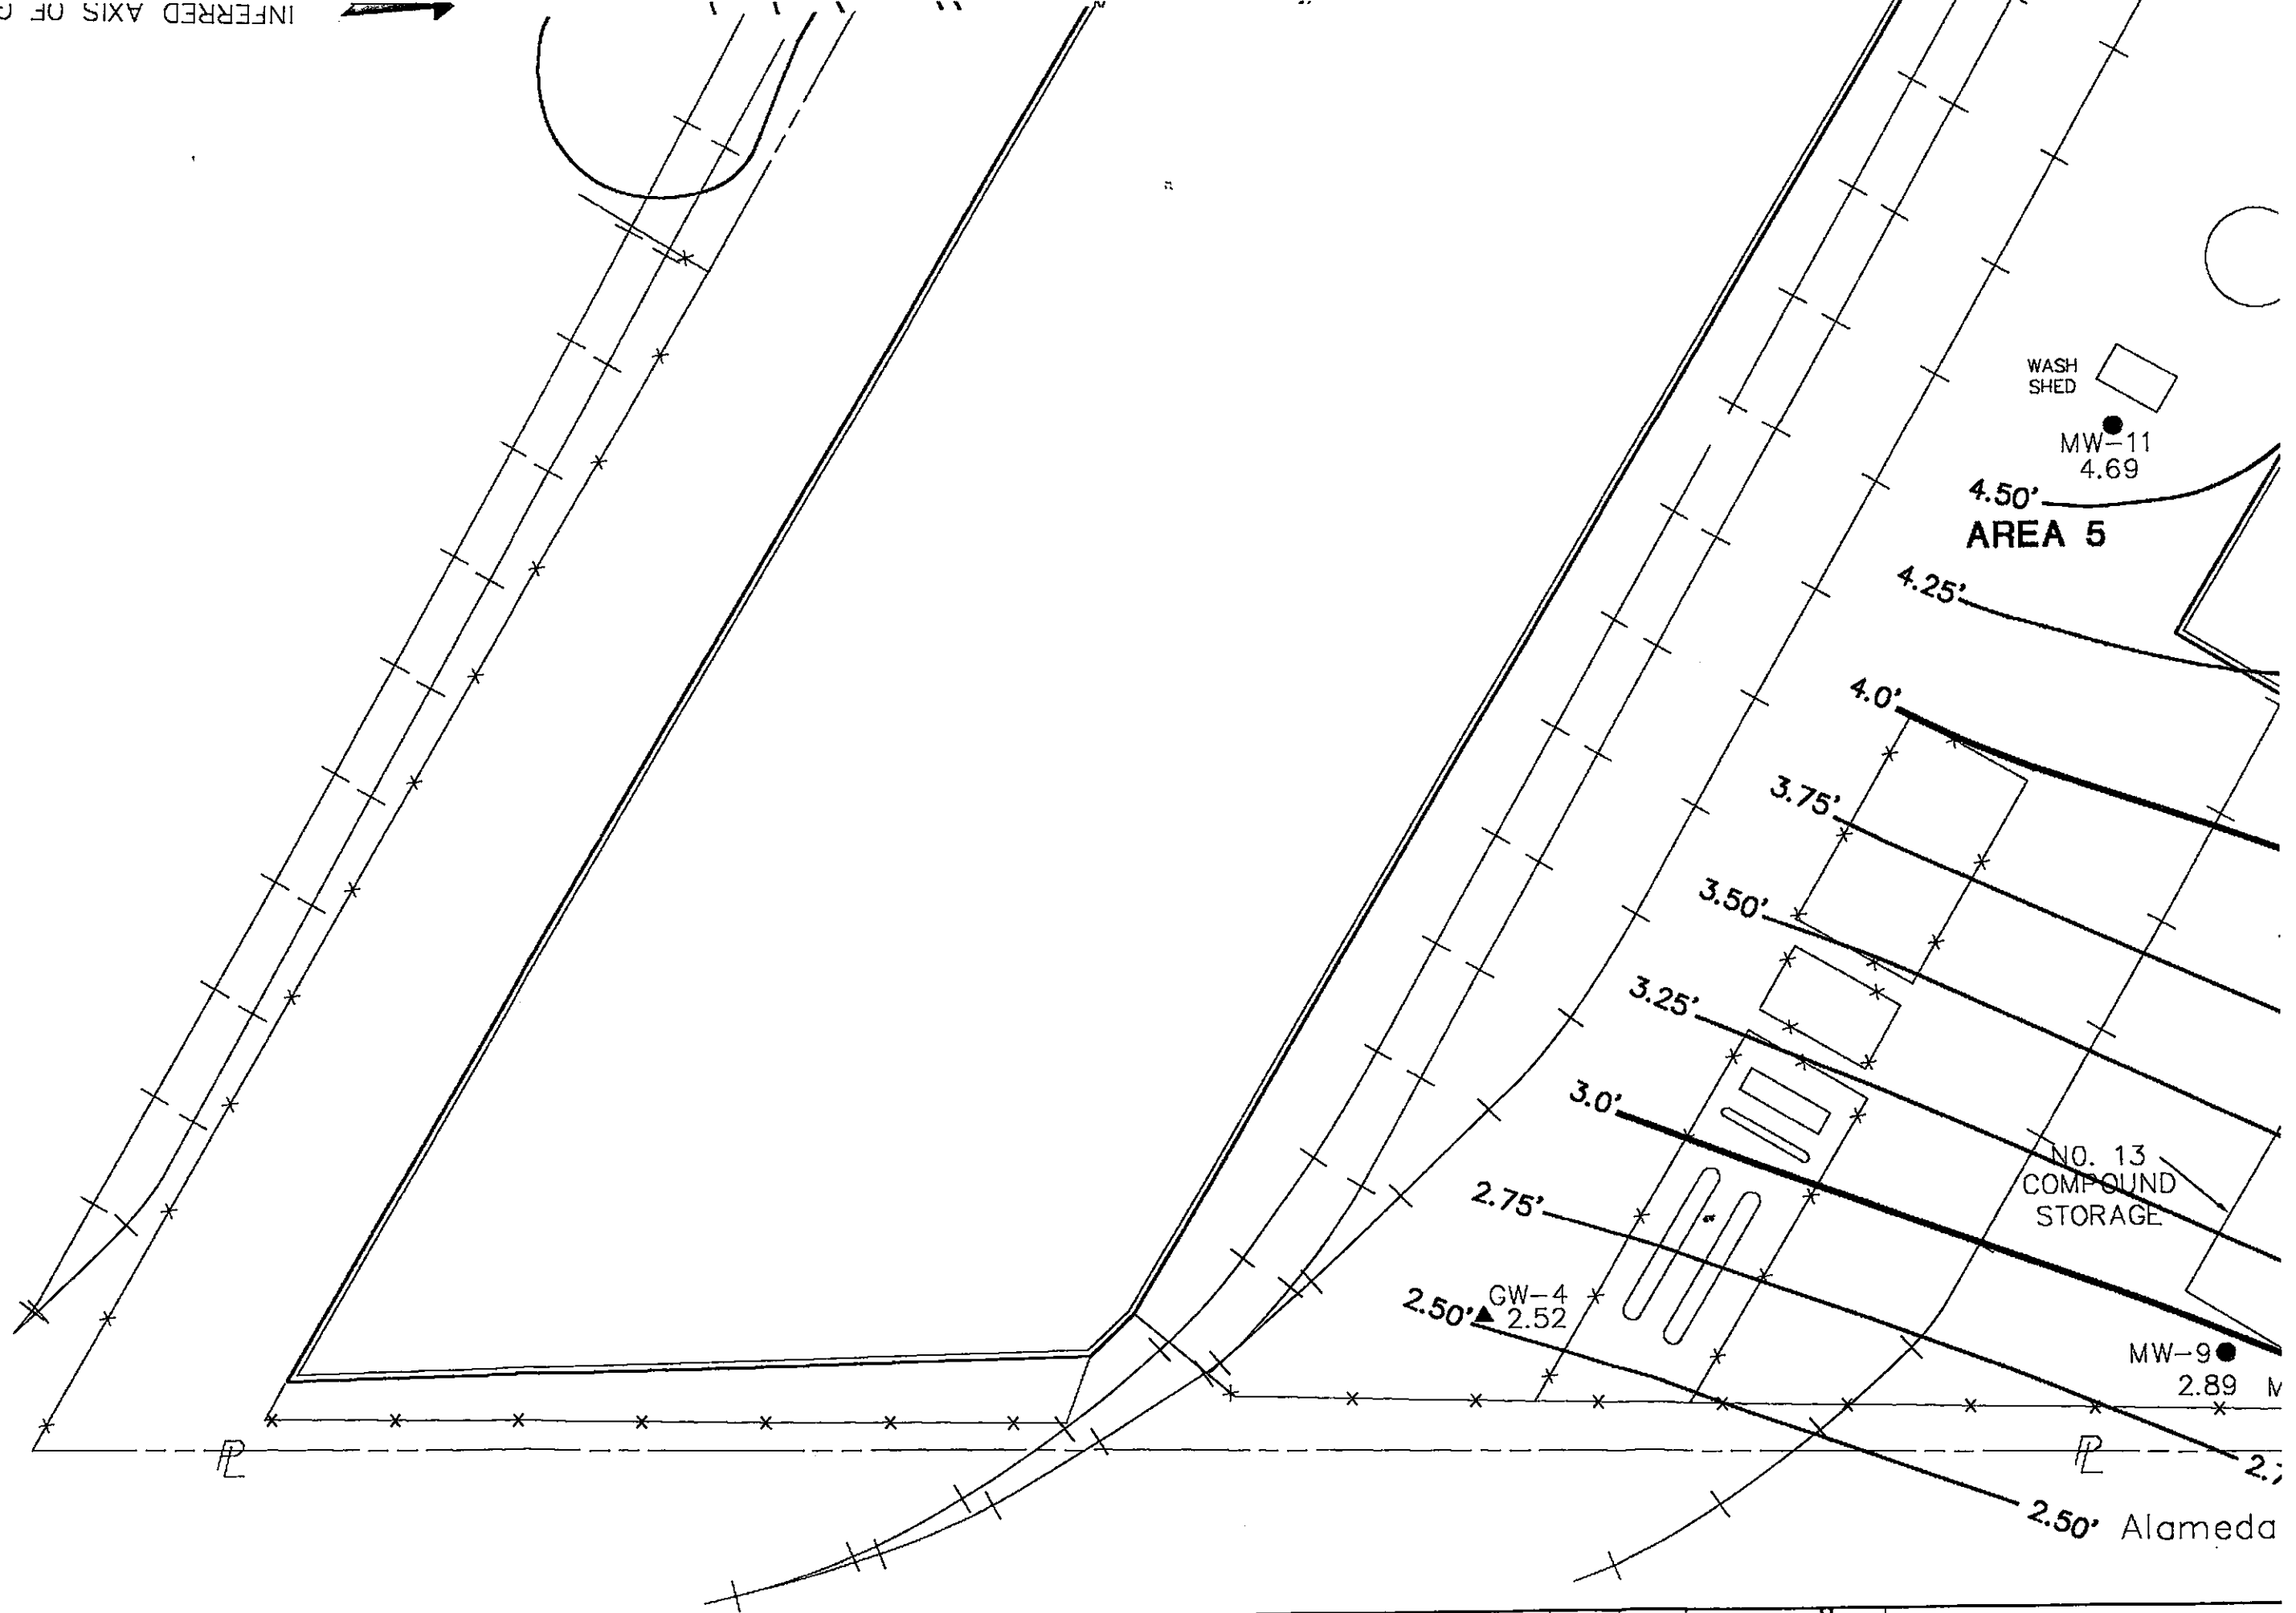 INFERRED AXIS OF
WASH
SHED
MW-11
4.69
4.50'
AREA 5
4.25'
4.0'
3.75'
3.50'
3.25'
3.0'
NO. 13
COMPOUND
STORAGE
2.75'
GW-4
2.50'
2.52
MW-9
2.89
PL
PL
2.50' Alameda